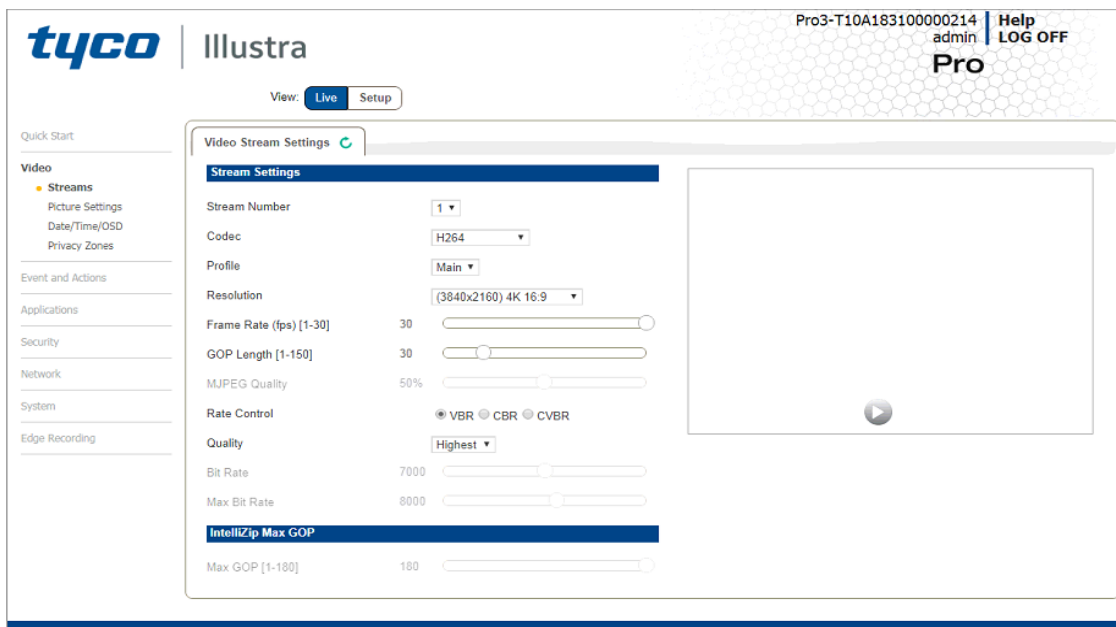 tyco | Illustra
Pro3-T10A183100000214 Help
admin LOG OFF
Pro
View: Live Setup
Quick Start
Video
Streams
Picture Settings
Date/Time/OSD
Privacy Zones
Event and Actions
Applications
Security
Network
System
Edge Recording
Video Stream Settings
Stream Settings
Stream Number 1
Codec H264
Profile Main
Resolution (3840x2160) 4K 16:9
Frame Rate (fps) [1-30] 30
GOP Length [1-150] 30
MJPEG Quality 50%
Rate Control VBR CBR CVBR
Quality Highest
Bit Rate 7000
Max Bit Rate 8000
IntelliZip Max GOP
Max GOP [1-180] 180